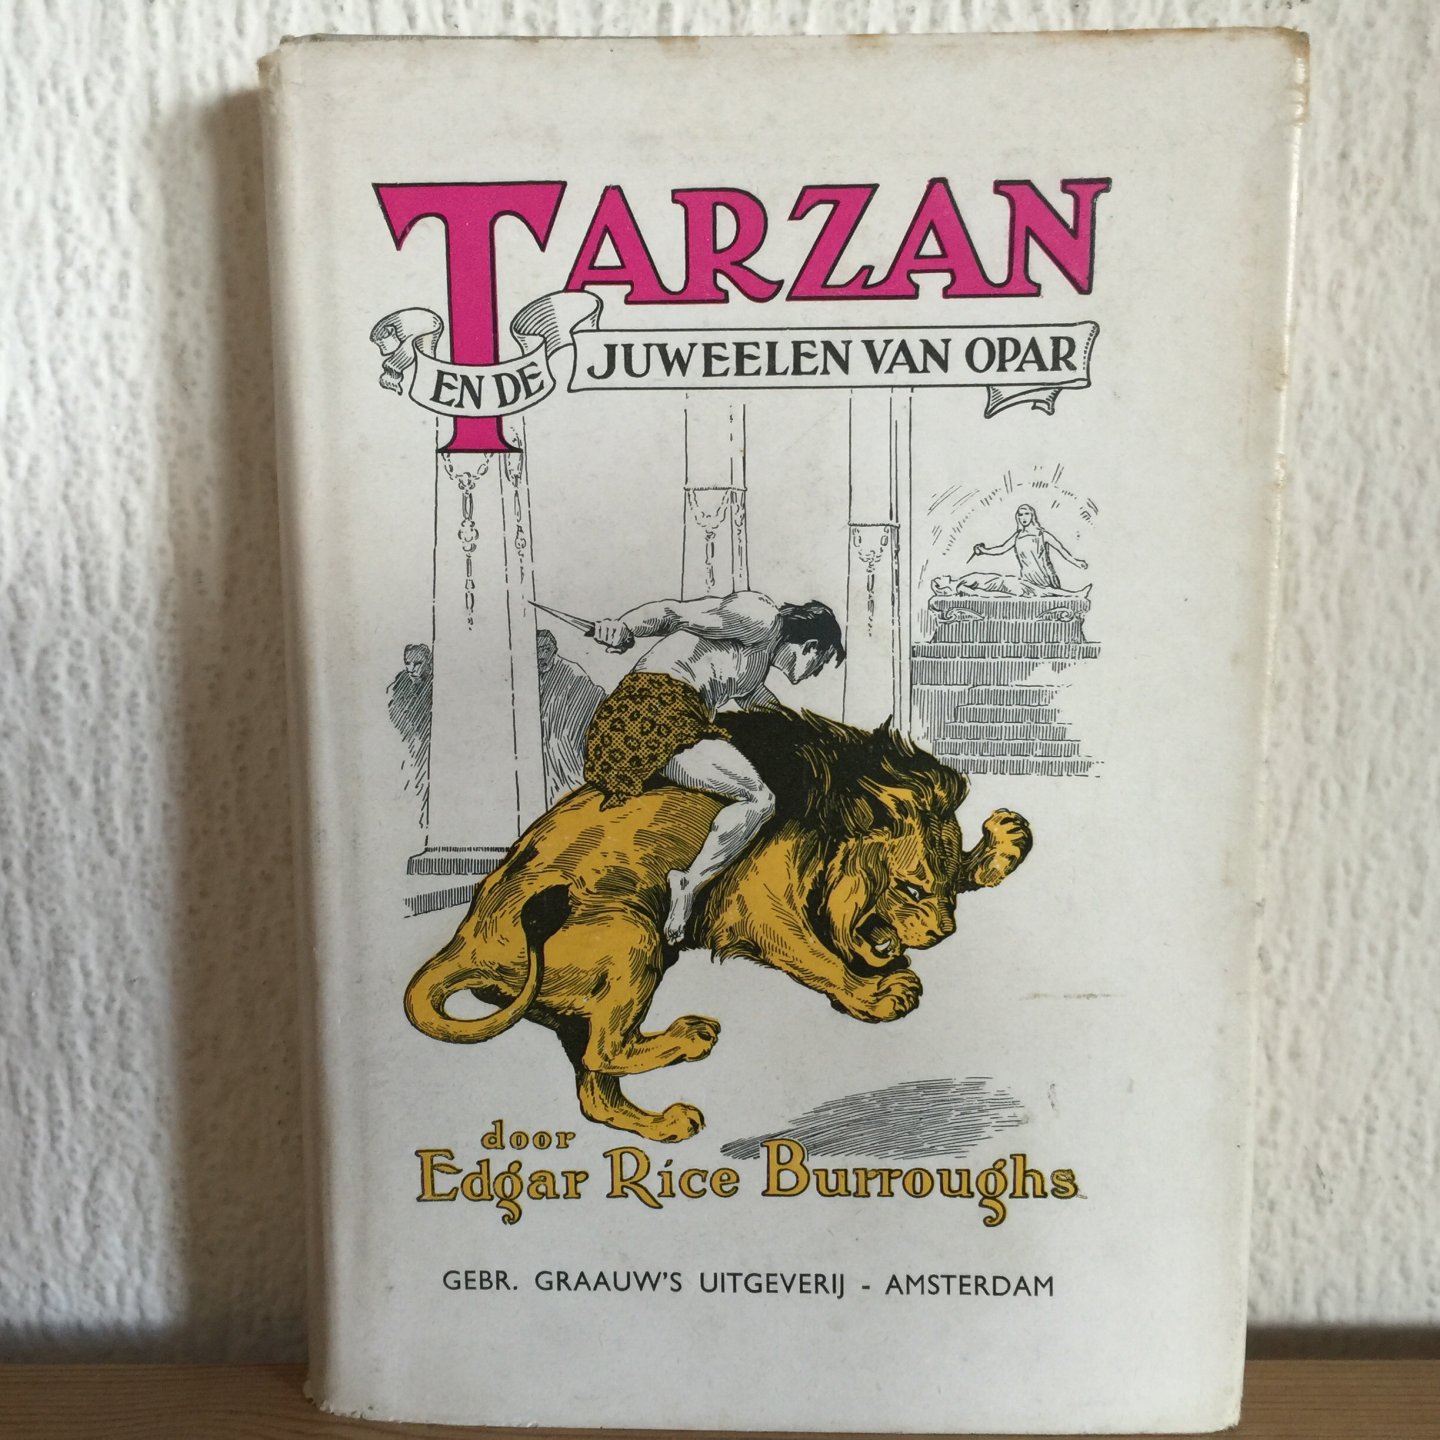 TARZAN
EN DE JUWEELEN VAN OPAR
door
Edgar Rice Burroughs
GEBR. GRAAUW'S UITGEVERIJ - AMSTERDAM